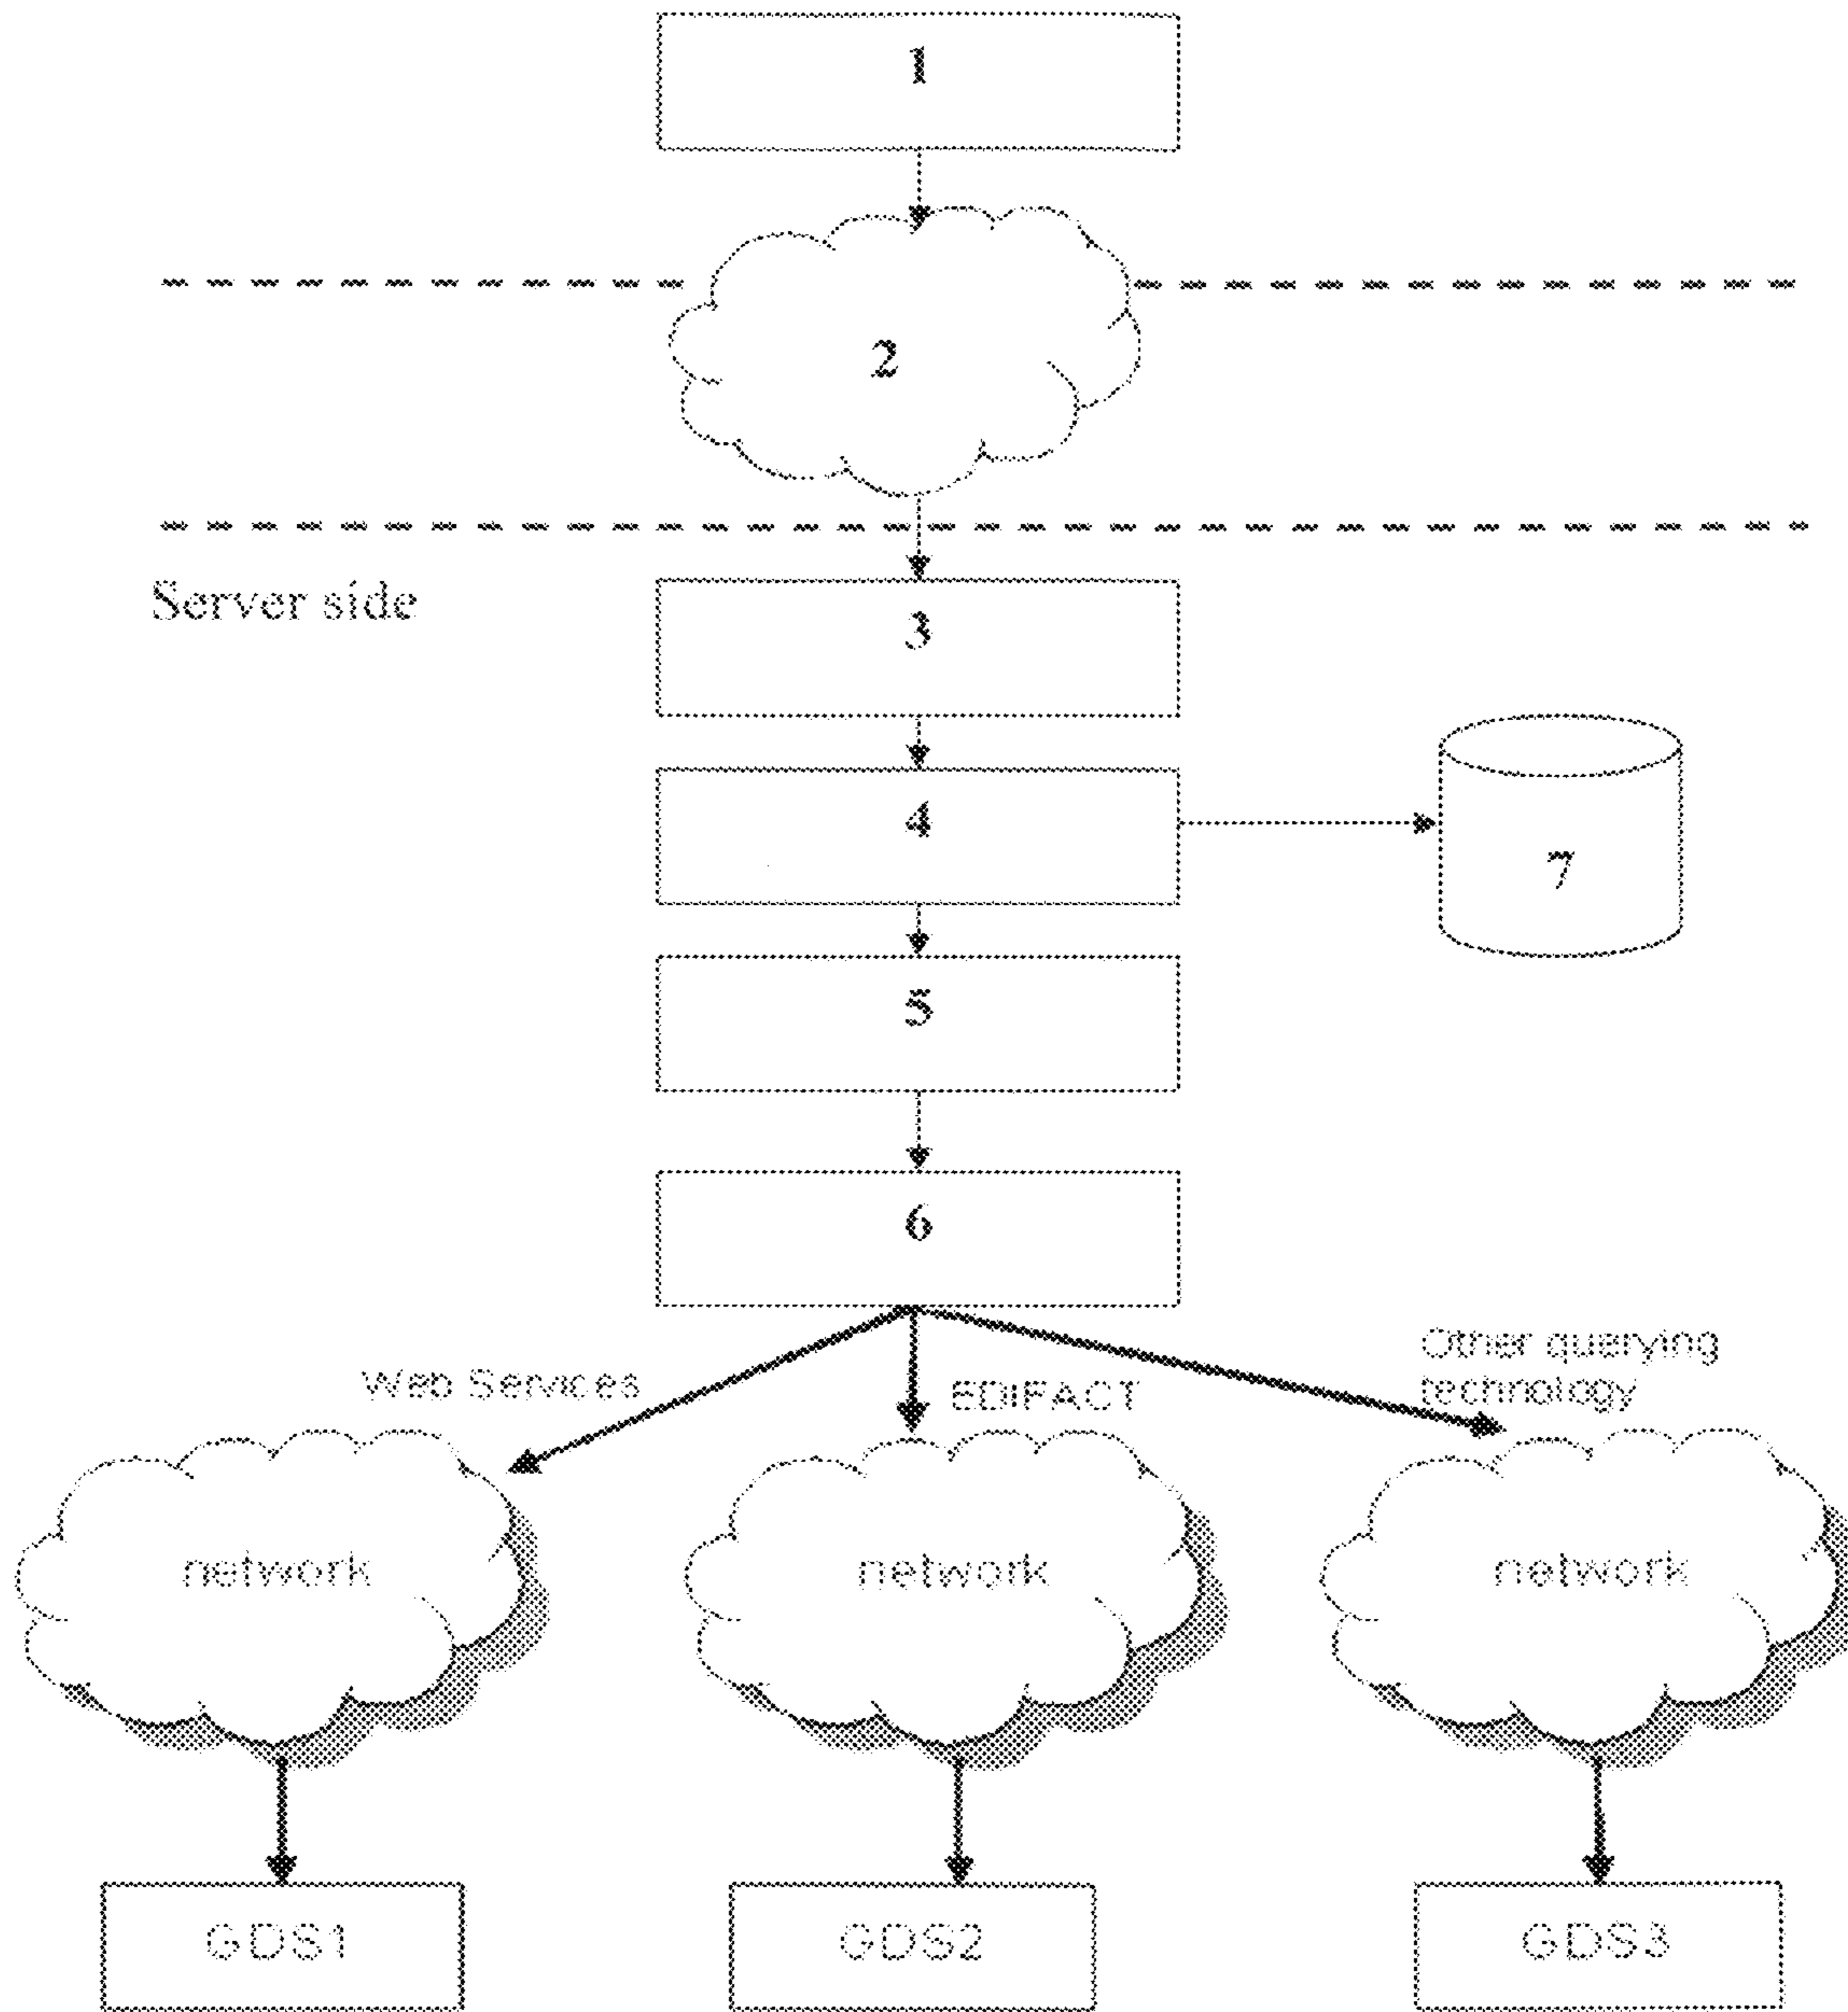 1
2
Server side
3
4
7
5
6
Web Services
EDIFACT
Other querying
technology
network
network
network
GDS1
GDS2
GDS3